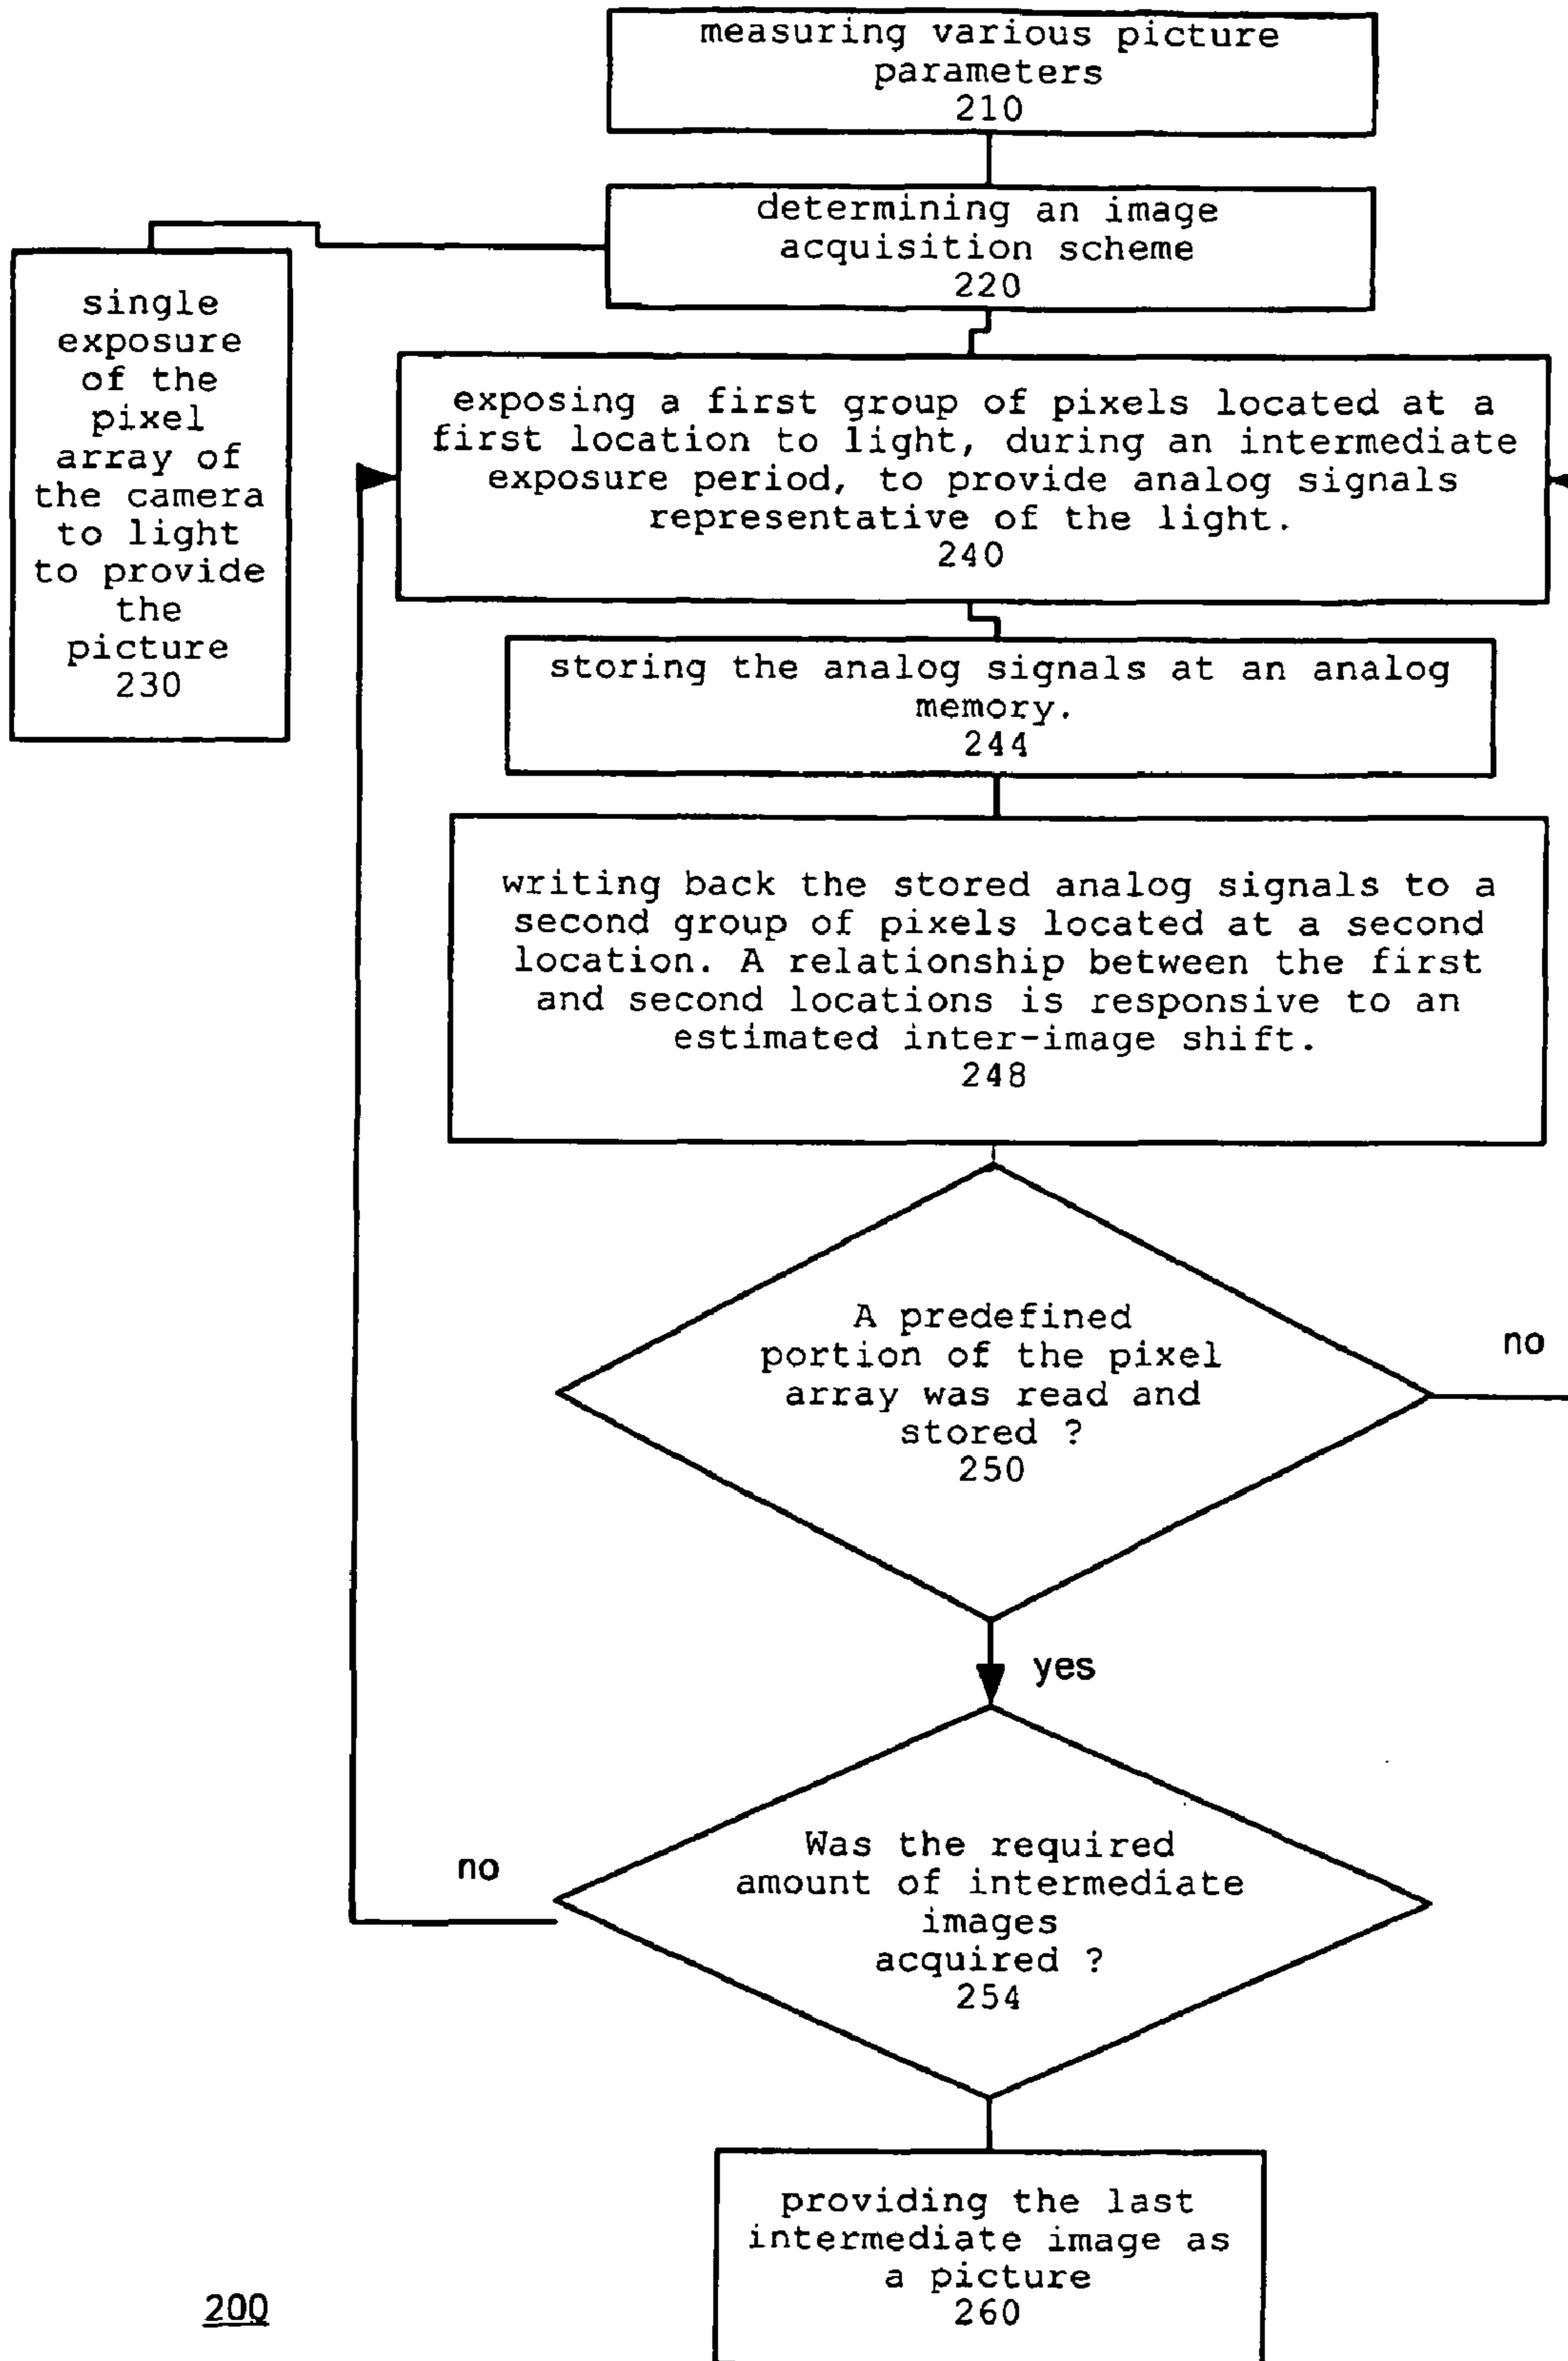 measuring various picture
parameters
210
determining an image
acquisition scheme
220
single
exposure
of the
pixel
array of
the camera
to light
to provide
the
picture
230
exposing a first group of pixels located at a
first location to light, during an intermediate
exposure period, to provide analog signals
representative of the light.
240
storing the analog signals at an analog
memory.
244
writing back the stored analog signals to a
second group of pixels located at a second
location. A relationship between the first
and second locations is responsive to an
estimated inter-image shift.
248
A predefined
portion of the pixel
array was read and
stored ?
250
no
yes
Was the required
amount of intermediate
images
acquired ?
254
no
providing the last
intermediate image as
a picture
260
200